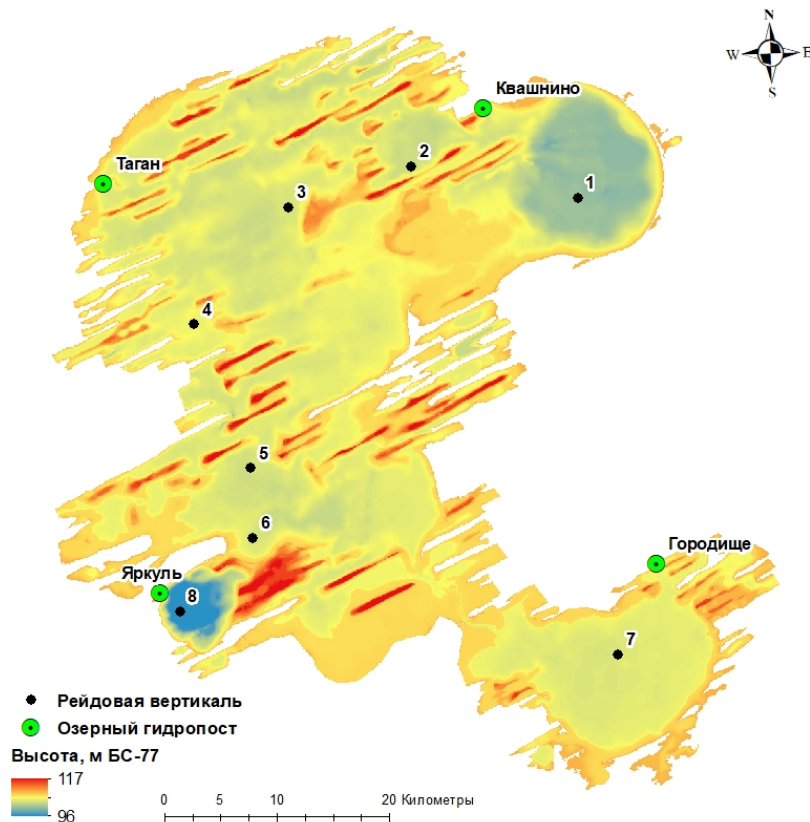 N
W E
S
Квашнино
Таган
2
3
1
4
5
6
Городище
Яркуль
8
7
Рейдовая вертикаль
Озерный гидропост
Высота, м БС-77
117
96
0 5 10 20 Километры